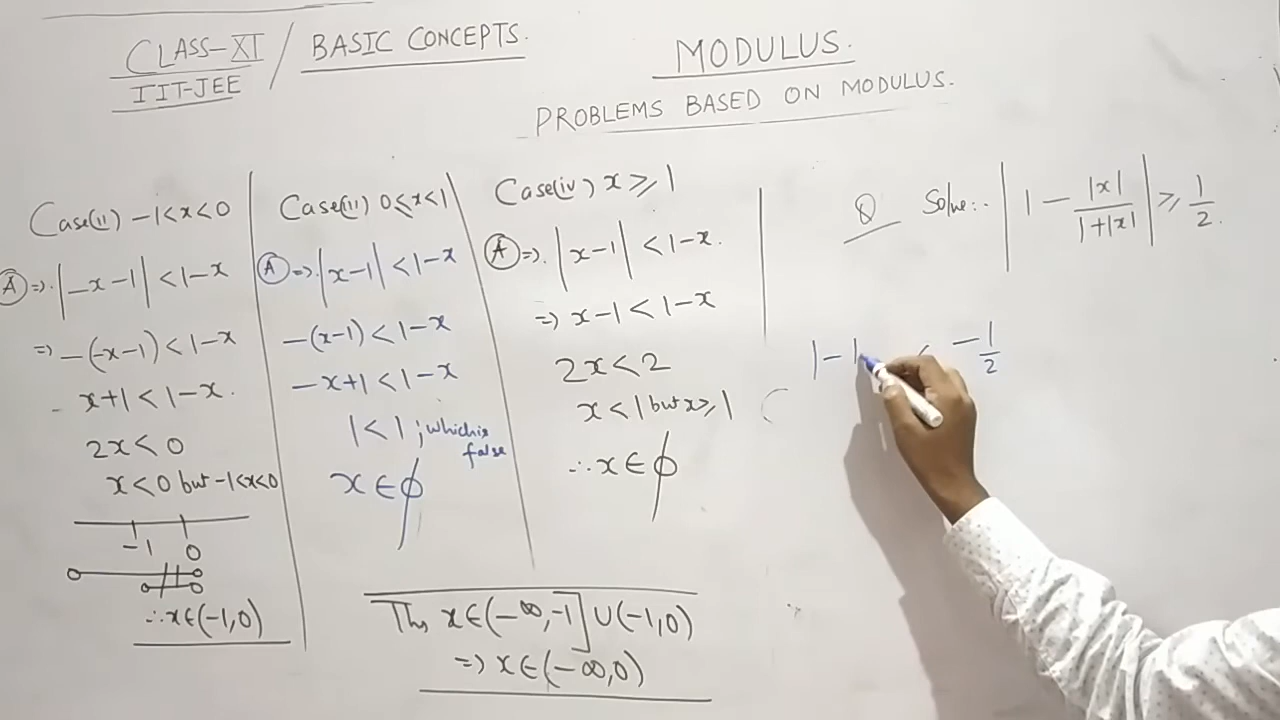 CLASS-XI / BASIC CONCEPTS.
IIT-JEE
MODULUS.
PROBLEMS BASED ON MODULUS.
Case(ii) -1<x<0
Ⓐ=>. |-x-1| < 1-x
=> -(-x-1) < 1-x
x+1 < 1-x.
2x < 0
x < 0 but -1<x<0
-1 0
∴ x∈(-1,0)
Case(iii) 0≤x<1
Ⓐ=>. |x-1| < 1-x
-(x-1) < 1-x
-x+1 < 1-x
1 < 1 ; which is
false
x ∈ ϕ
Case(iv) x ≥ 1
Ⓐ=>. |x-1| < 1-x.
=> x-1 < 1-x
2x < 2
x < 1 but x≥1
∴ x ∈ ϕ
Thus x∈(-∞,-1] ∪ (-1,0)
=> x∈(-∞,0)
Q Solve:- |1 - |x|/(1+|x|)| ≥ 1/2.
1 - -1/2